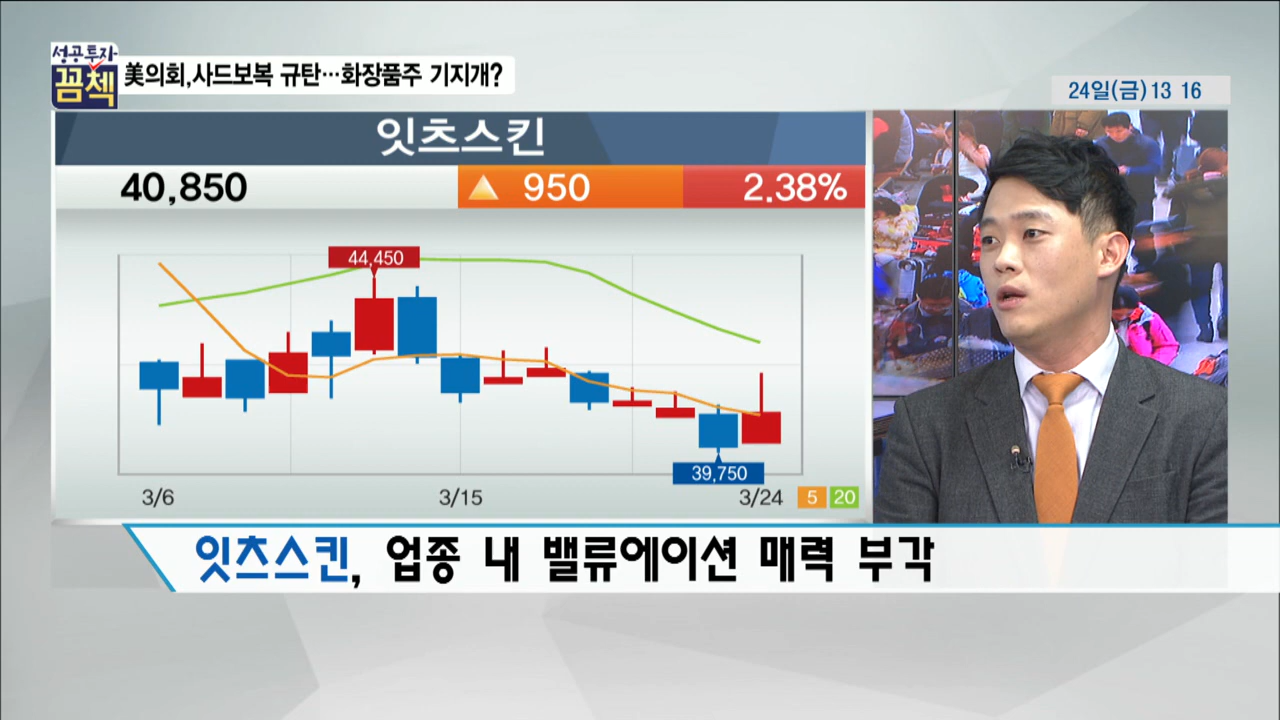 성공투자
꼼첵
美의회,사드보복 규탄…화장품주 기지개?
24일(금) 13 16
잇츠스킨
40,850 ▲ 950 2.38%
44,450
39,750
3/6 3/15 3/24 5 20
잇츠스킨, 업종 내 밸류에이션 매력 부각